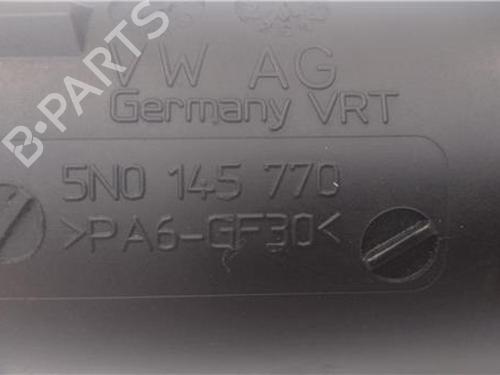 VW AG
Germany VRT
5N0 145 770
>PA6-GF30<
B-PARTS